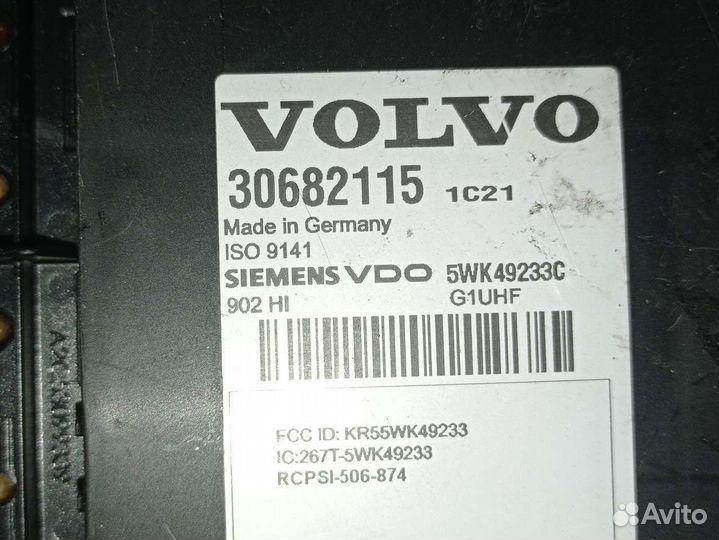 VOLVO
30682115 1C21
Made in Germany
ISO 9141
SIEMENS VDO 5WK49233C
902 HI G1UHF
FCC ID: KR55WK49233
IC:267T-5WK49233
RCPSI-506-874
Avito